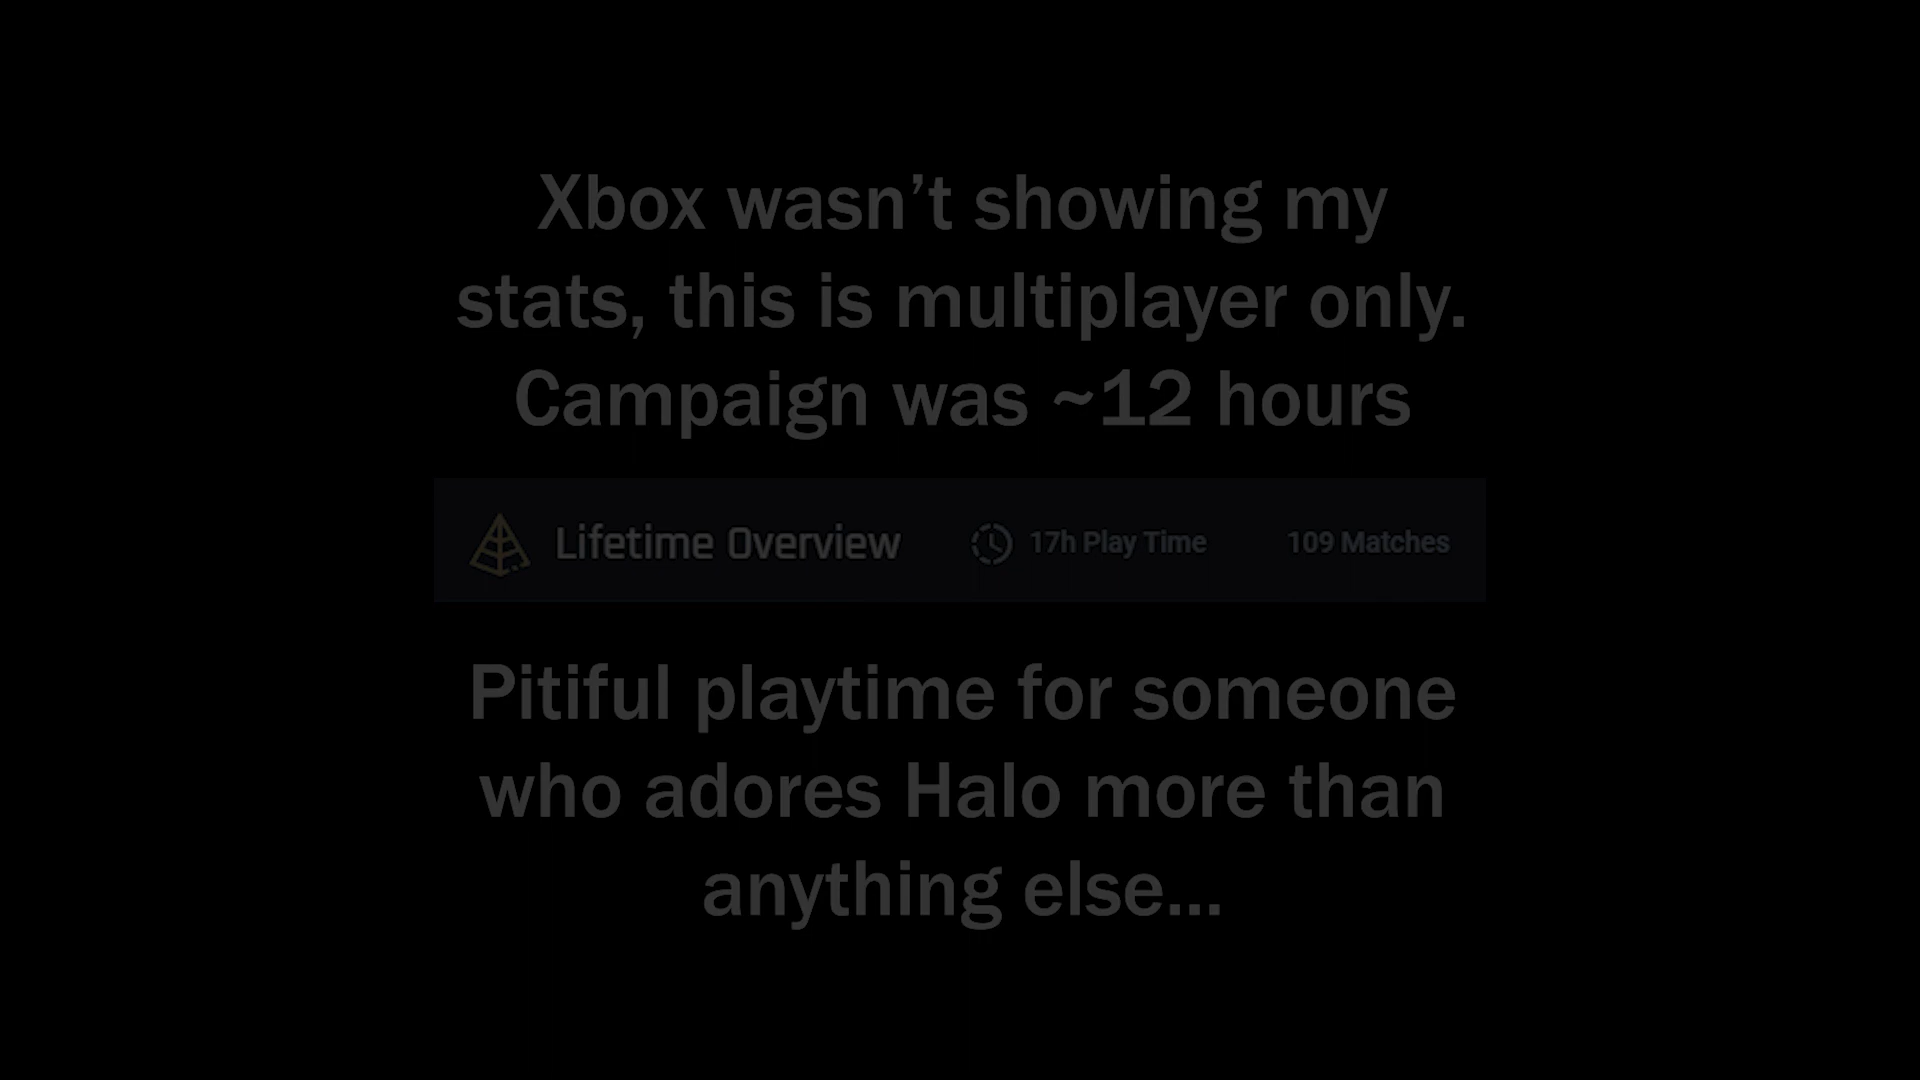 Xbox wasn’t showing my
stats, this is multiplayer only.
Campaign was ~12 hours
Lifetime Overview 17h Play Time 109 Matches
Pitiful playtime for someone
who adores Halo more than
anything else...